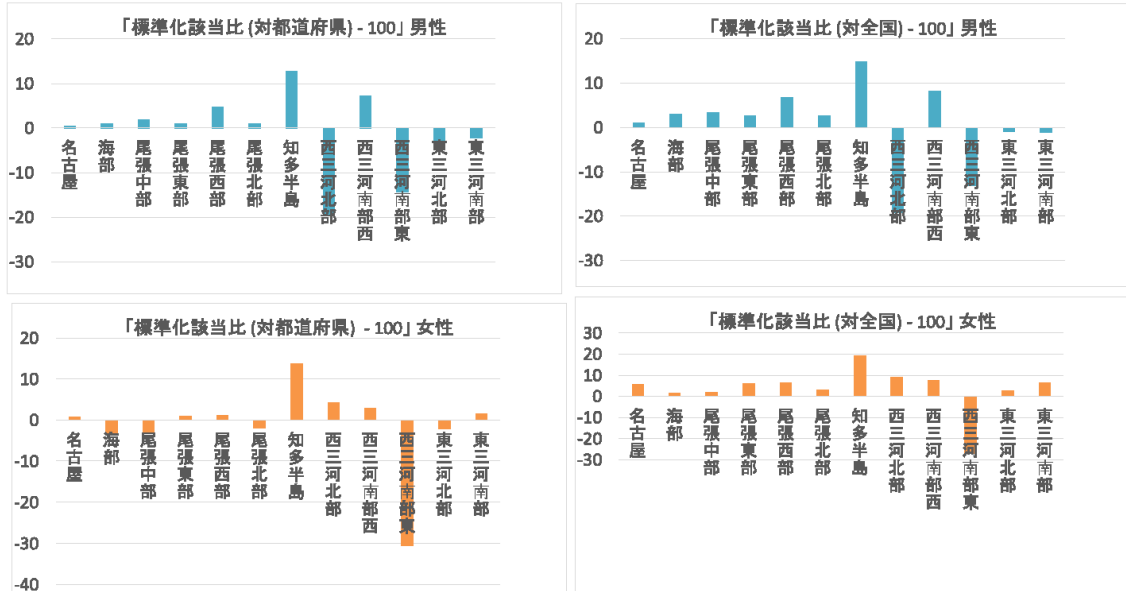 「標準化該当比 (対都道府県) - 100」 男性
20
10
0
-10
-20
-30
名古屋
海部
尾張中部
尾張東部
尾張西部
尾張北部
知多半島
西三河北部
西三河南部西
西三河南部東
東三河北部
東三河南部
「標準化該当比 (対全国) - 100」 男性
20
10
0
-10
-20
-30
名古屋
海部
尾張中部
尾張東部
尾張西部
尾張北部
知多半島
西三河北部
西三河南部西
西三河南部東
東三河北部
東三河南部
「標準化該当比 (対都道府県) - 100」 女性
20
10
0
-10
-20
-30
-40
名古屋
海部
尾張中部
尾張東部
尾張西部
尾張北部
知多半島
西三河北部
西三河南部西
西三河南部東
東三河北部
東三河南部
「標準化該当比 (対全国) - 100」 女性
30
20
10
0
-10
-20
-30
名古屋
海部
尾張中部
尾張東部
尾張西部
尾張北部
知多半島
西三河北部
西三河南部西
西三河南部東
東三河北部
東三河南部